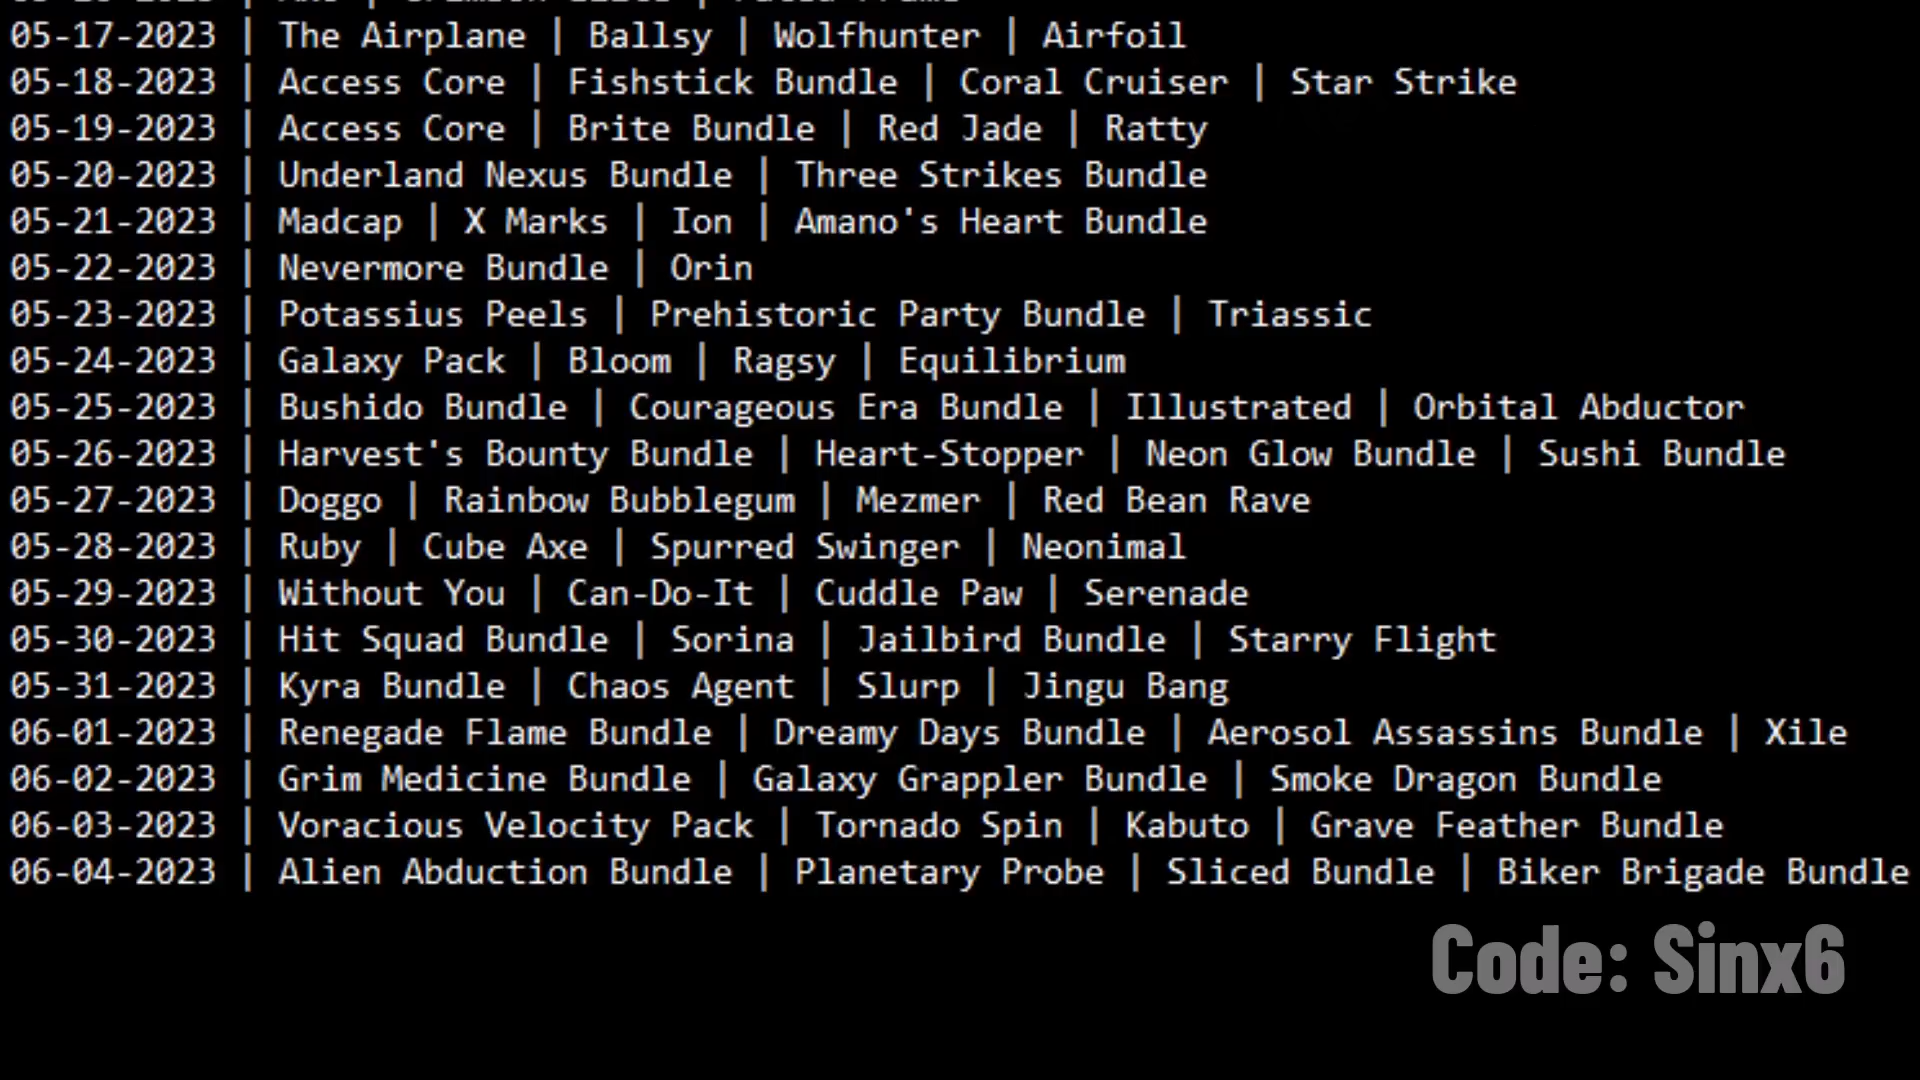 05-17-2023 | The Airplane | Ballsy | Wolfhunter | Airfoil
05-18-2023 | Access Core | Fishstick Bundle | Coral Cruiser | Star Strike
05-19-2023 | Access Core | Brite Bundle | Red Jade | Ratty
05-20-2023 | Underland Nexus Bundle | Three Strikes Bundle
05-21-2023 | Madcap | X Marks | Ion | Amano's Heart Bundle
05-22-2023 | Nevermore Bundle | Orin
05-23-2023 | Potassius Peels | Prehistoric Party Bundle | Triassic
05-24-2023 | Galaxy Pack | Bloom | Ragsy | Equilibrium
05-25-2023 | Bushido Bundle | Courageous Era Bundle | Illustrated | Orbital Abductor
05-26-2023 | Harvest's Bounty Bundle | Heart-Stopper | Neon Glow Bundle | Sushi Bundle
05-27-2023 | Doggo | Rainbow Bubblegum | Mezmer | Red Bean Rave
05-28-2023 | Ruby | Cube Axe | Spurred Swinger | Neonimal
05-29-2023 | Without You | Can-Do-It | Cuddle Paw | Serenade
05-30-2023 | Hit Squad Bundle | Sorina | Jailbird Bundle | Starry Flight
05-31-2023 | Kyra Bundle | Chaos Agent | Slurp | Jingu Bang
06-01-2023 | Renegade Flame Bundle | Dreamy Days Bundle | Aerosol Assassins Bundle | Xile
06-02-2023 | Grim Medicine Bundle | Galaxy Grappler Bundle | Smoke Dragon Bundle
06-03-2023 | Voracious Velocity Pack | Tornado Spin | Kabuto | Grave Feather Bundle
06-04-2023 | Alien Abduction Bundle | Planetary Probe | Sliced Bundle | Biker Brigade Bundle
Code: Sinx6